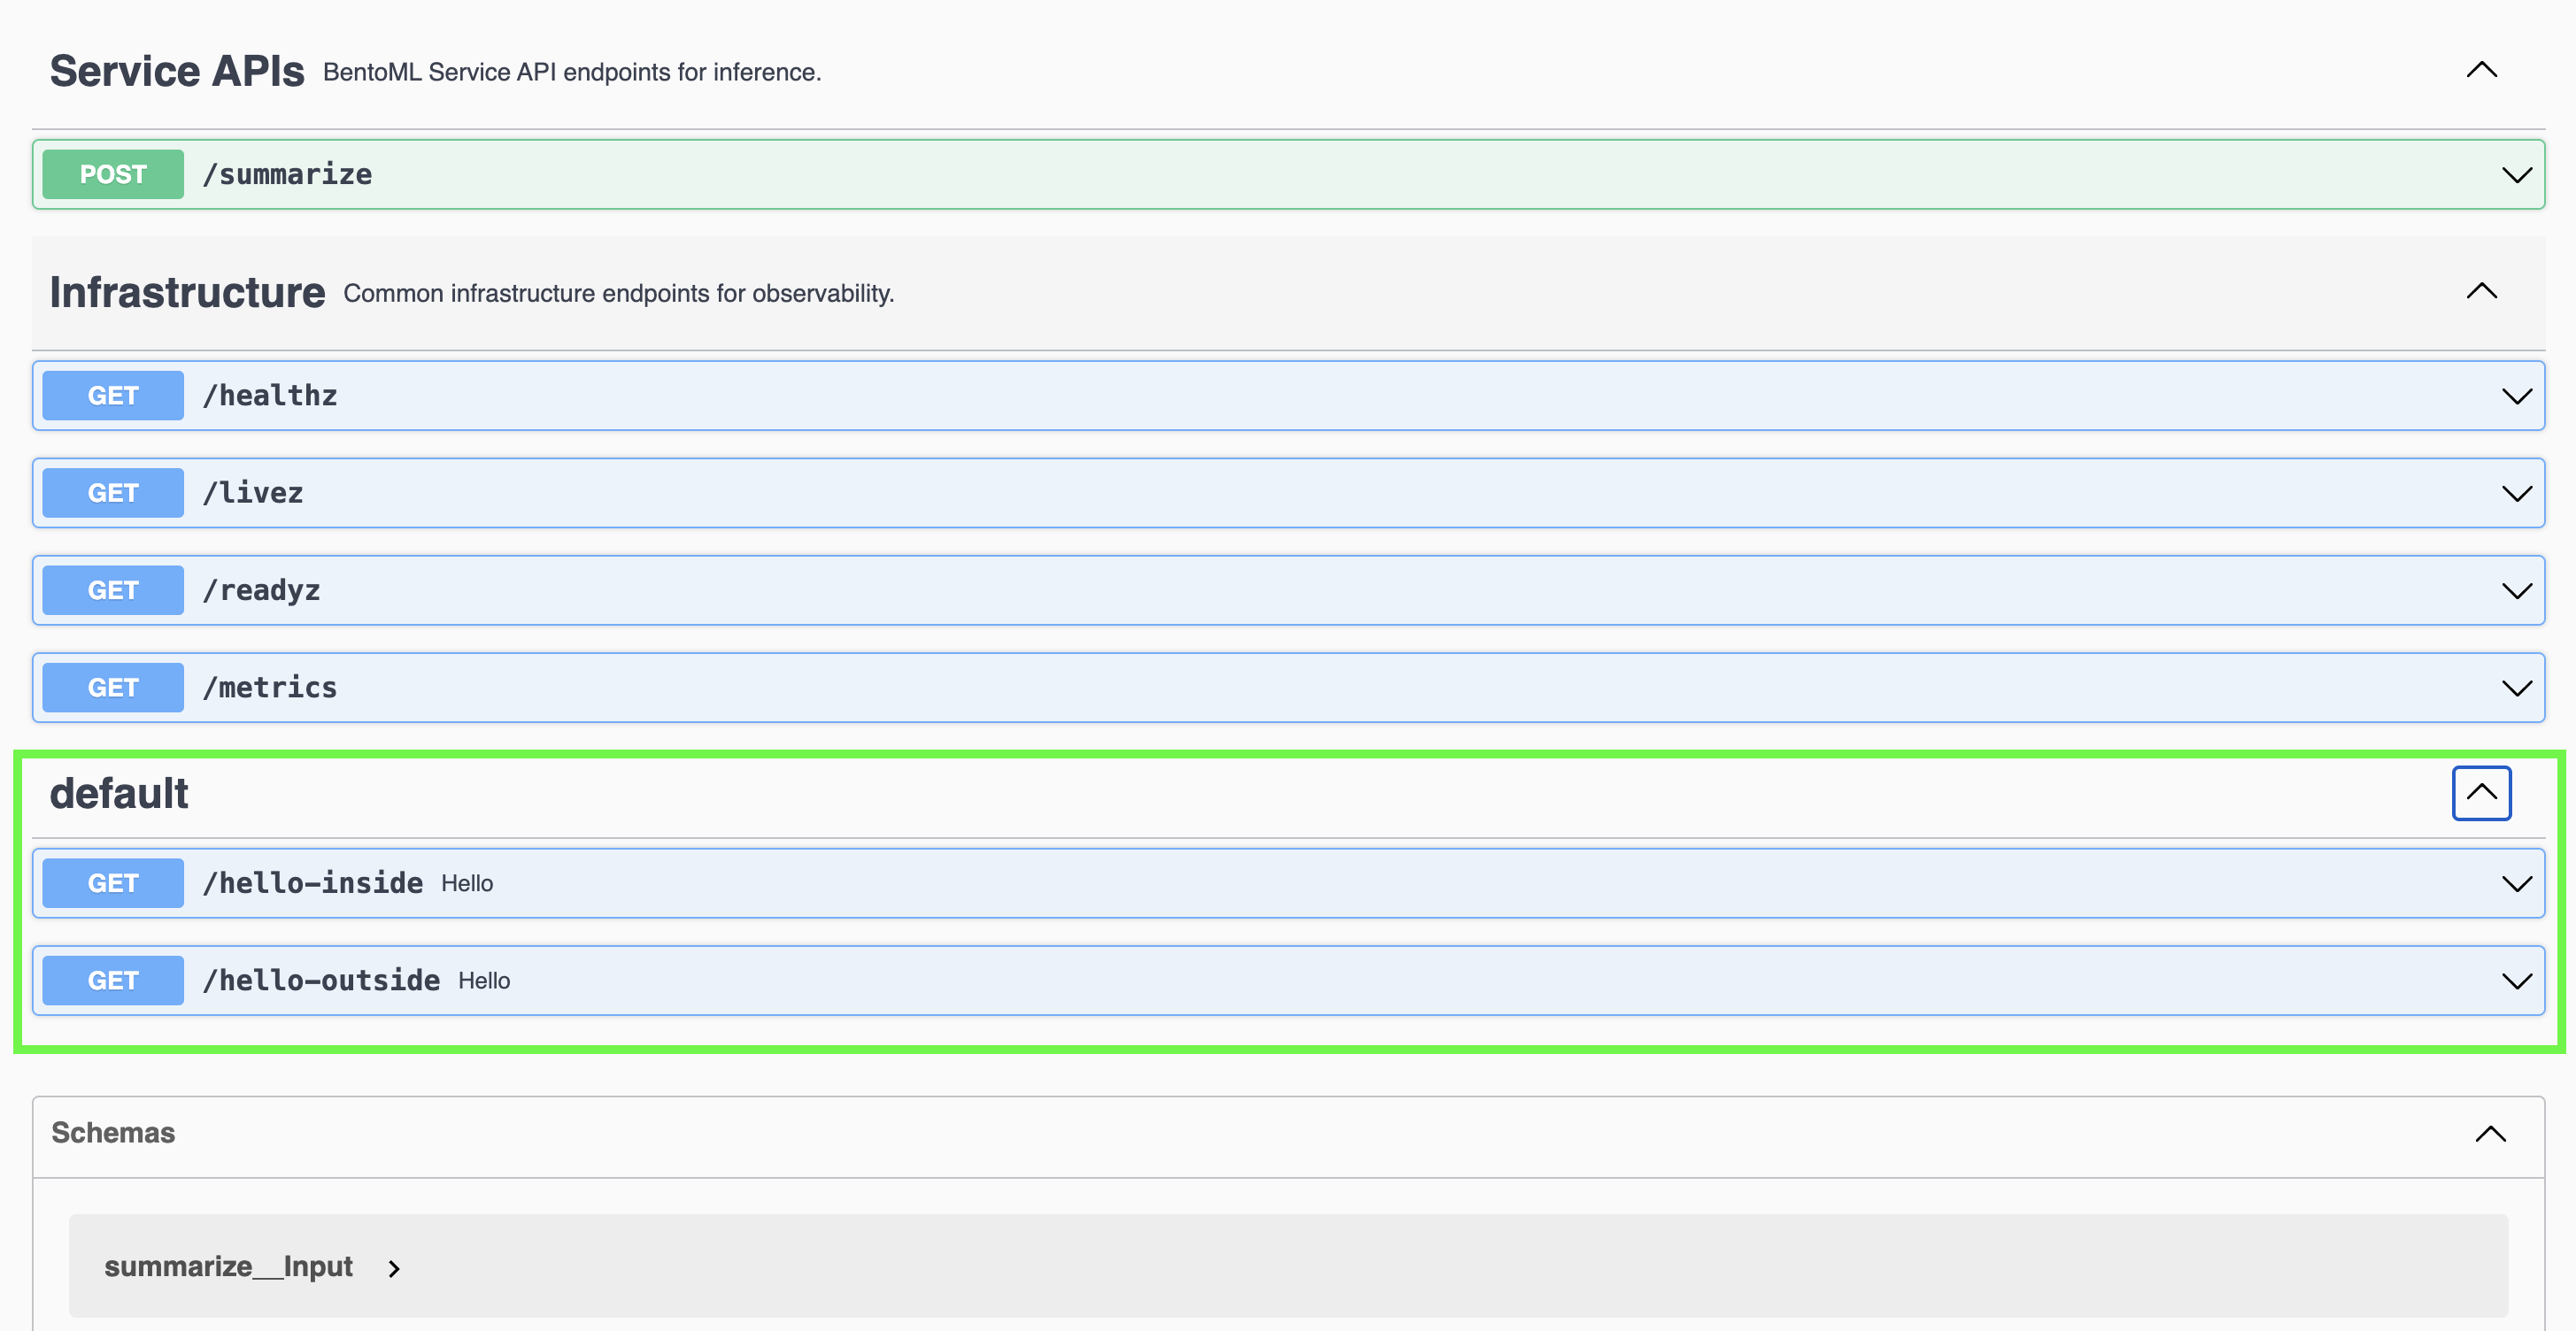 Service APIs BentoML Service API endpoints for inference.
POST /summarize
Infrastructure Common infrastructure endpoints for observability.
GET /healthz
GET /livez
GET /readyz
GET /metrics
default
GET /hello-inside Hello
GET /hello-outside Hello
Schemas
summarize__Input